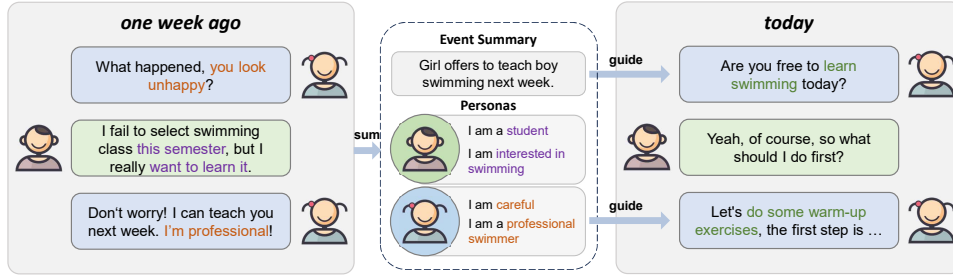 one week ago
What happened, you look
unhappy?
I fail to select swimming
class this semester, but I
really want to learn it.
Don't worry! I can teach you
next week. I'm professional!
sum
Event Summary
Girl offers to teach boy
swimming next week.
Personas
I am a student
I am interested in
swimming
I am careful
I am a professional
swimmer
guide
guide
today
Are you free to learn
swimming today?
Yeah, of course, so what
should I do first?
Let's do some warm-up
exercises, the first step is …